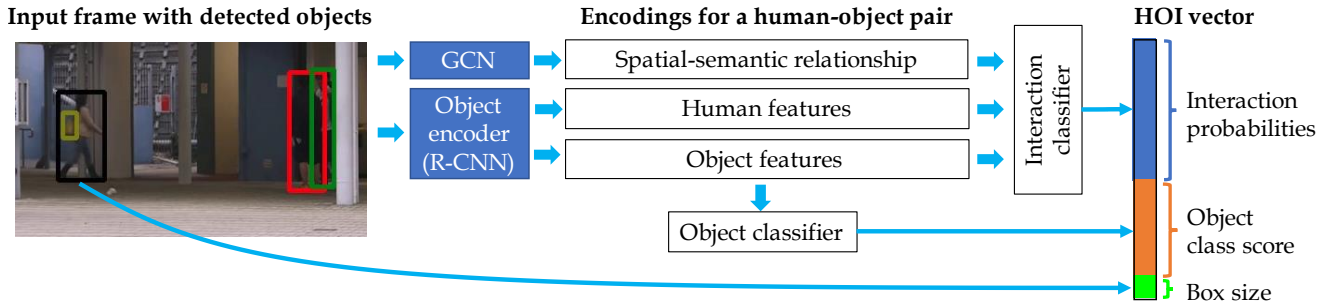 Input frame with detected objects
Encodings for a human-object pair
HOI vector
GCN
Spatial-semantic relationship
Object
encoder
(R-CNN)
Human features
Object features
Interaction
classifier
Object classifier
Interaction
probabilities
Object
class score
Box size